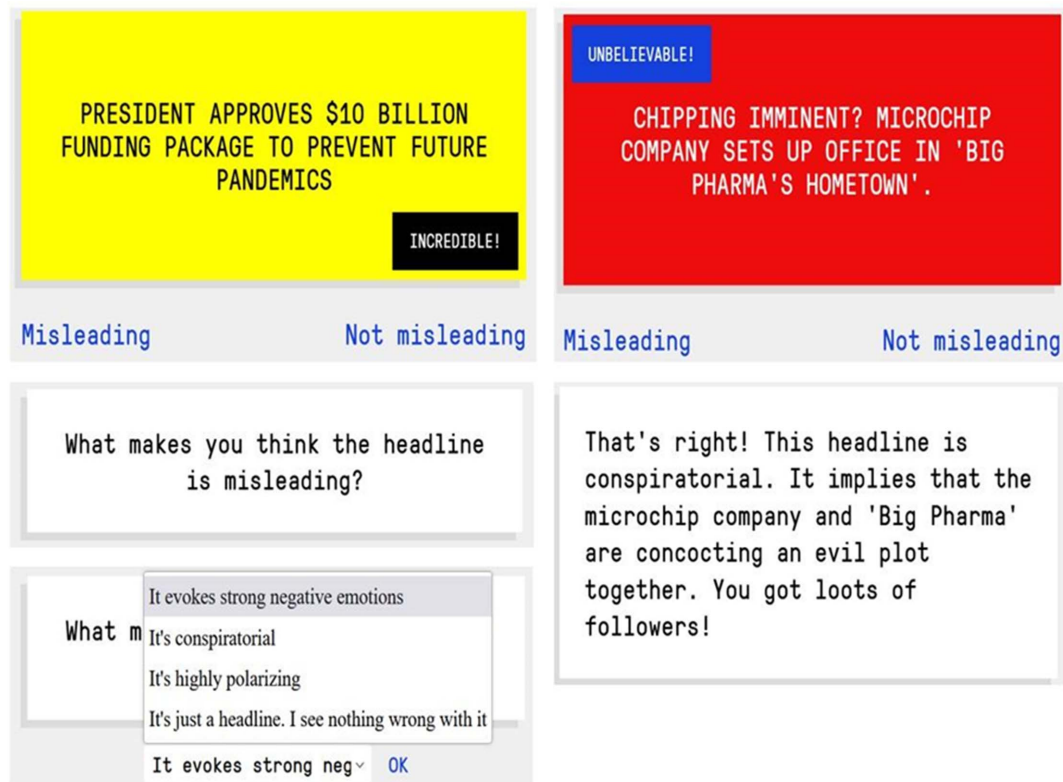 PRESIDENT APPROVES $10 BILLION
FUNDING PACKAGE TO PREVENT FUTURE
PANDEMICS
INCREDIBLE!
Misleading
Not misleading
What makes you think the headline
is misleading?
What m
It evokes strong negative emotions
It's conspiratorial
It's highly polarizing
It's just a headline. I see nothing wrong with it
It evokes strong neg
OK
UNBELIEVABLE!
CHIPPING IMMINENT? MICROCHIP
COMPANY SETS UP OFFICE IN 'BIG
PHARMA'S HOMETOWN'.
Misleading
Not misleading
That's right! This headline is
conspiratorial. It implies that the
microchip company and 'Big Pharma'
are concocting an evil plot
together. You got loots of
followers!